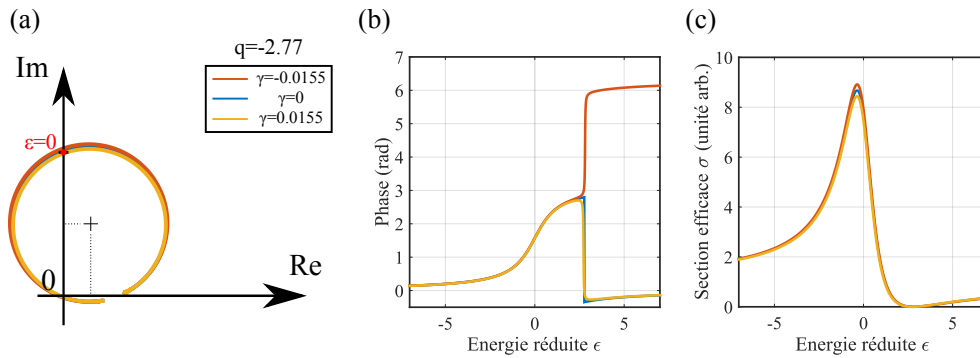 (a)
q=-2.77
γ=-0.0155
γ=0
γ=0.0155
Im
ε=0
0
Re
(b)
7
6
5
4
3
2
1
0
-5
0
5
Phase (rad)
Energie réduite ϵ
(c)
10
8
6
4
2
0
-5
0
5
Section efficace σ (unité arb.)
Energie réduite ϵ